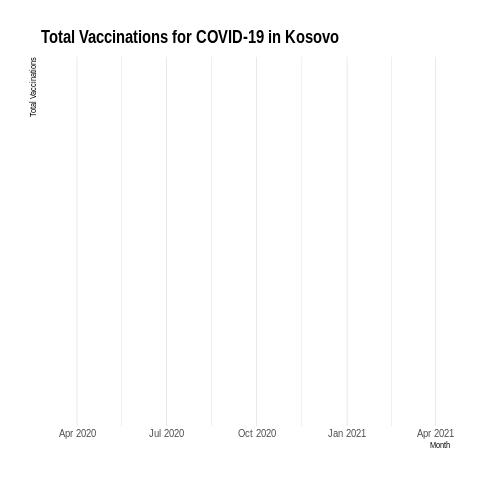 Total Vaccinations for COVID-19 in Kosovo
Total Vaccinations
Apr 2020 Jul 2020 Oct 2020 Jan 2021 Apr 2021
Month